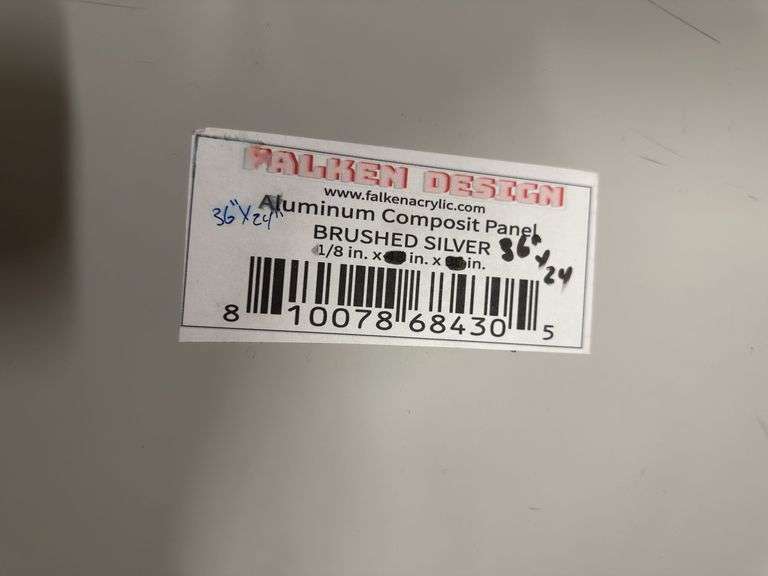 FALKEN DESIGN
www.falkenacrylic.com
36"X24"
Aluminum Composit Panel
BRUSHED SILVER
36" x 24
1/8 in. x in. x in.
8 10078 68430 5